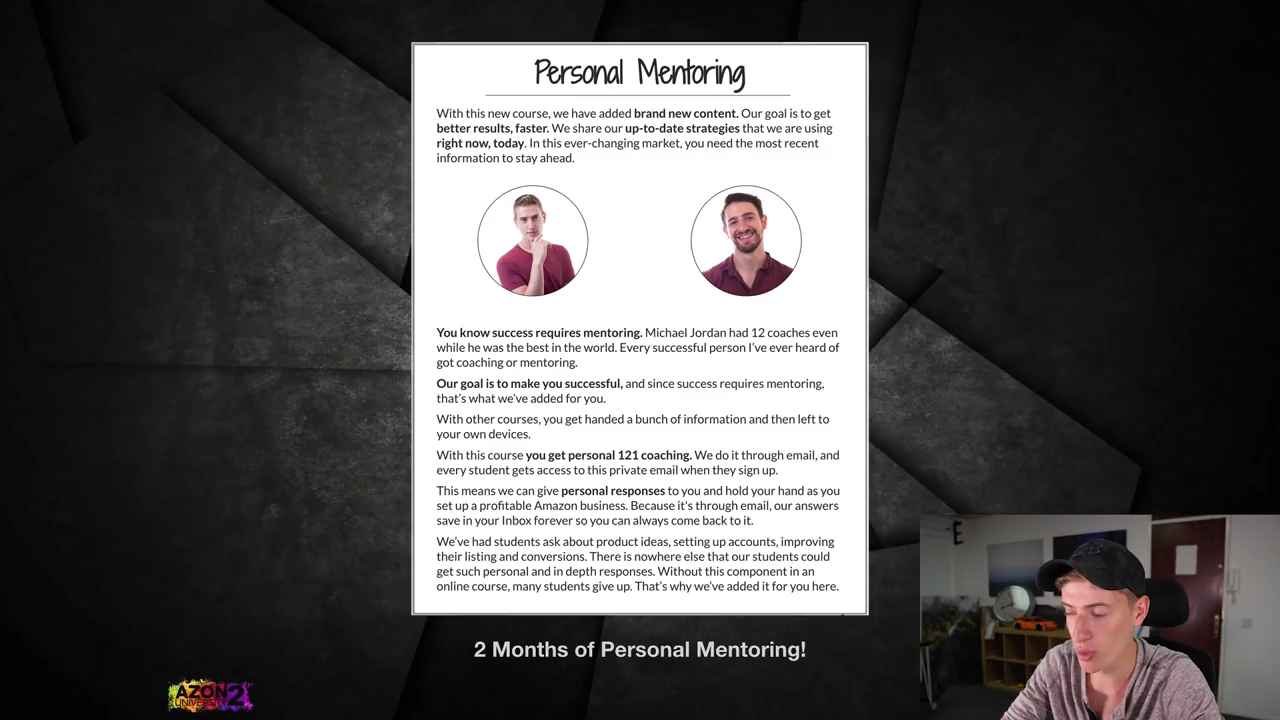 Personal Mentoring
With this new course, we have added brand new content. Our goal is to get
better results, faster. We share our up-to-date strategies that we are using
right now, today. In this ever-changing market, you need the most recent
information to stay ahead.
You know success requires mentoring. Michael Jordan had 12 coaches even
while he was the best in the world. Every successful person I've ever heard of
got coaching or mentoring.
Our goal is to make you successful, and since success requires mentoring,
that's what we've added for you.
With other courses, you get handed a bunch of information and then left to
your own devices.
With this course you get personal 121 coaching. We do it through email, and
every student gets access to this private email when they sign up.
This means we can give personal responses to you and hold your hand as you
set up a profitable Amazon business. Because it's through email, our answers
save in your Inbox forever so you can always come back to it.
We've had students ask about product ideas, setting up accounts, improving
their listing and conversions. There is nowhere else that our students could
get such personal and in depth responses. Without this component in an
online course, many students give up. That's why we've added it for you here.
2 Months of Personal Mentoring!
E
AZON
UNIVERSITY
2